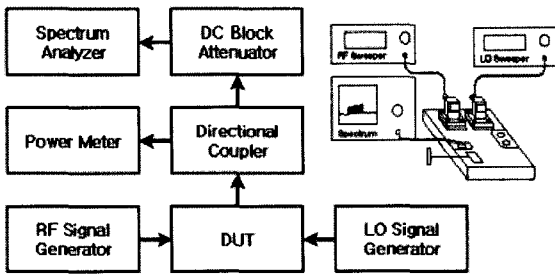 Spectrum
Analyzer
DC Block
Attenuator
Power Meter
Directional
Coupler
RF Signal
Generator
DUT
LO Signal
Generator
RF Sweeper
LO Sweeper
Spectrum